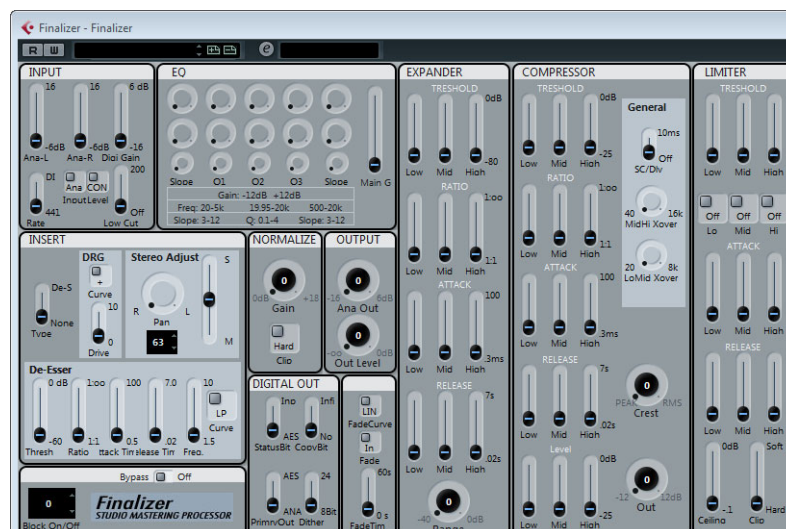 Finalizer - Finalizer
R W
e
INPUT
16 16 6 dB
-6dB -6dB -16
Ana-L Ana-R Digi Gain
DI 200
Ana CON
Input Level
441 Off
Rate Low Cut
EQ
Slope O1 O2 O3 Slope Main G
Gain: -12dB +12dB
Freq: 20-5k 19.95-20k 500-20k
Slope: 3-12 Q: 0.1-4 Slope: 3-12
EXPANDER
TRESHOLD
0dB
-80
Low Mid High
RATIO
1:oo
1:1
Low Mid High
ATTACK
100
.3ms
Low Mid High
RELEASE
7s
.02s
Low Mid High
-40 0 0dB
Range
COMPRESSOR
TRESHOLD
0dB
-25
Low Mid High
RATIO
1:oo
1:1
Low Mid High
ATTACK
100
.3ms
Low Mid High
RELEASE
7s
.02s
Low Mid High
Level
0dB
-25
Low Mid High
General
10ms
Off
SC/Dly
40 16k
MidHi Xover
20 8k
LoMid Xover
0
PEAK RMS
Crest
0
-12 12dB
Out
LIMITER
TRESHOLD
Low Mid High
Off Off Off
Lo Mid Hi
ATTACK
Low Mid High
RELEASE
Low Mid High
0dB Soft
-.1 Hard
Ceiling Clip
INSERT
De-S
None
Type
DRG
+
Curve
10
0
Drive
Stereo Adjust
S
R L
Pan
63
M
De-Esser
0 dB 1:oo 100 7.0 10
LP
Curve
-60 1:1 0.5 .02 1.5
Thresh Ratio ttack Tim elease Tim Freq.
NORMALIZE
0
0dB +18
Gain
Hard
Clip
OUTPUT
0
-16 6dB
Ana Out
0
-oo 0dB
Out Level
DIGITAL OUT
Inp Infi
AES No
StatusBit CopyBit
AES 24
ANA 8Bit
PrimryOut Dither
LIN
FadeCurve
In
Fade
60s
0 s
FadeTim
Bypass Off
0
Block On/Off
Finalizer
STUDIO MASTERING PROCESSOR